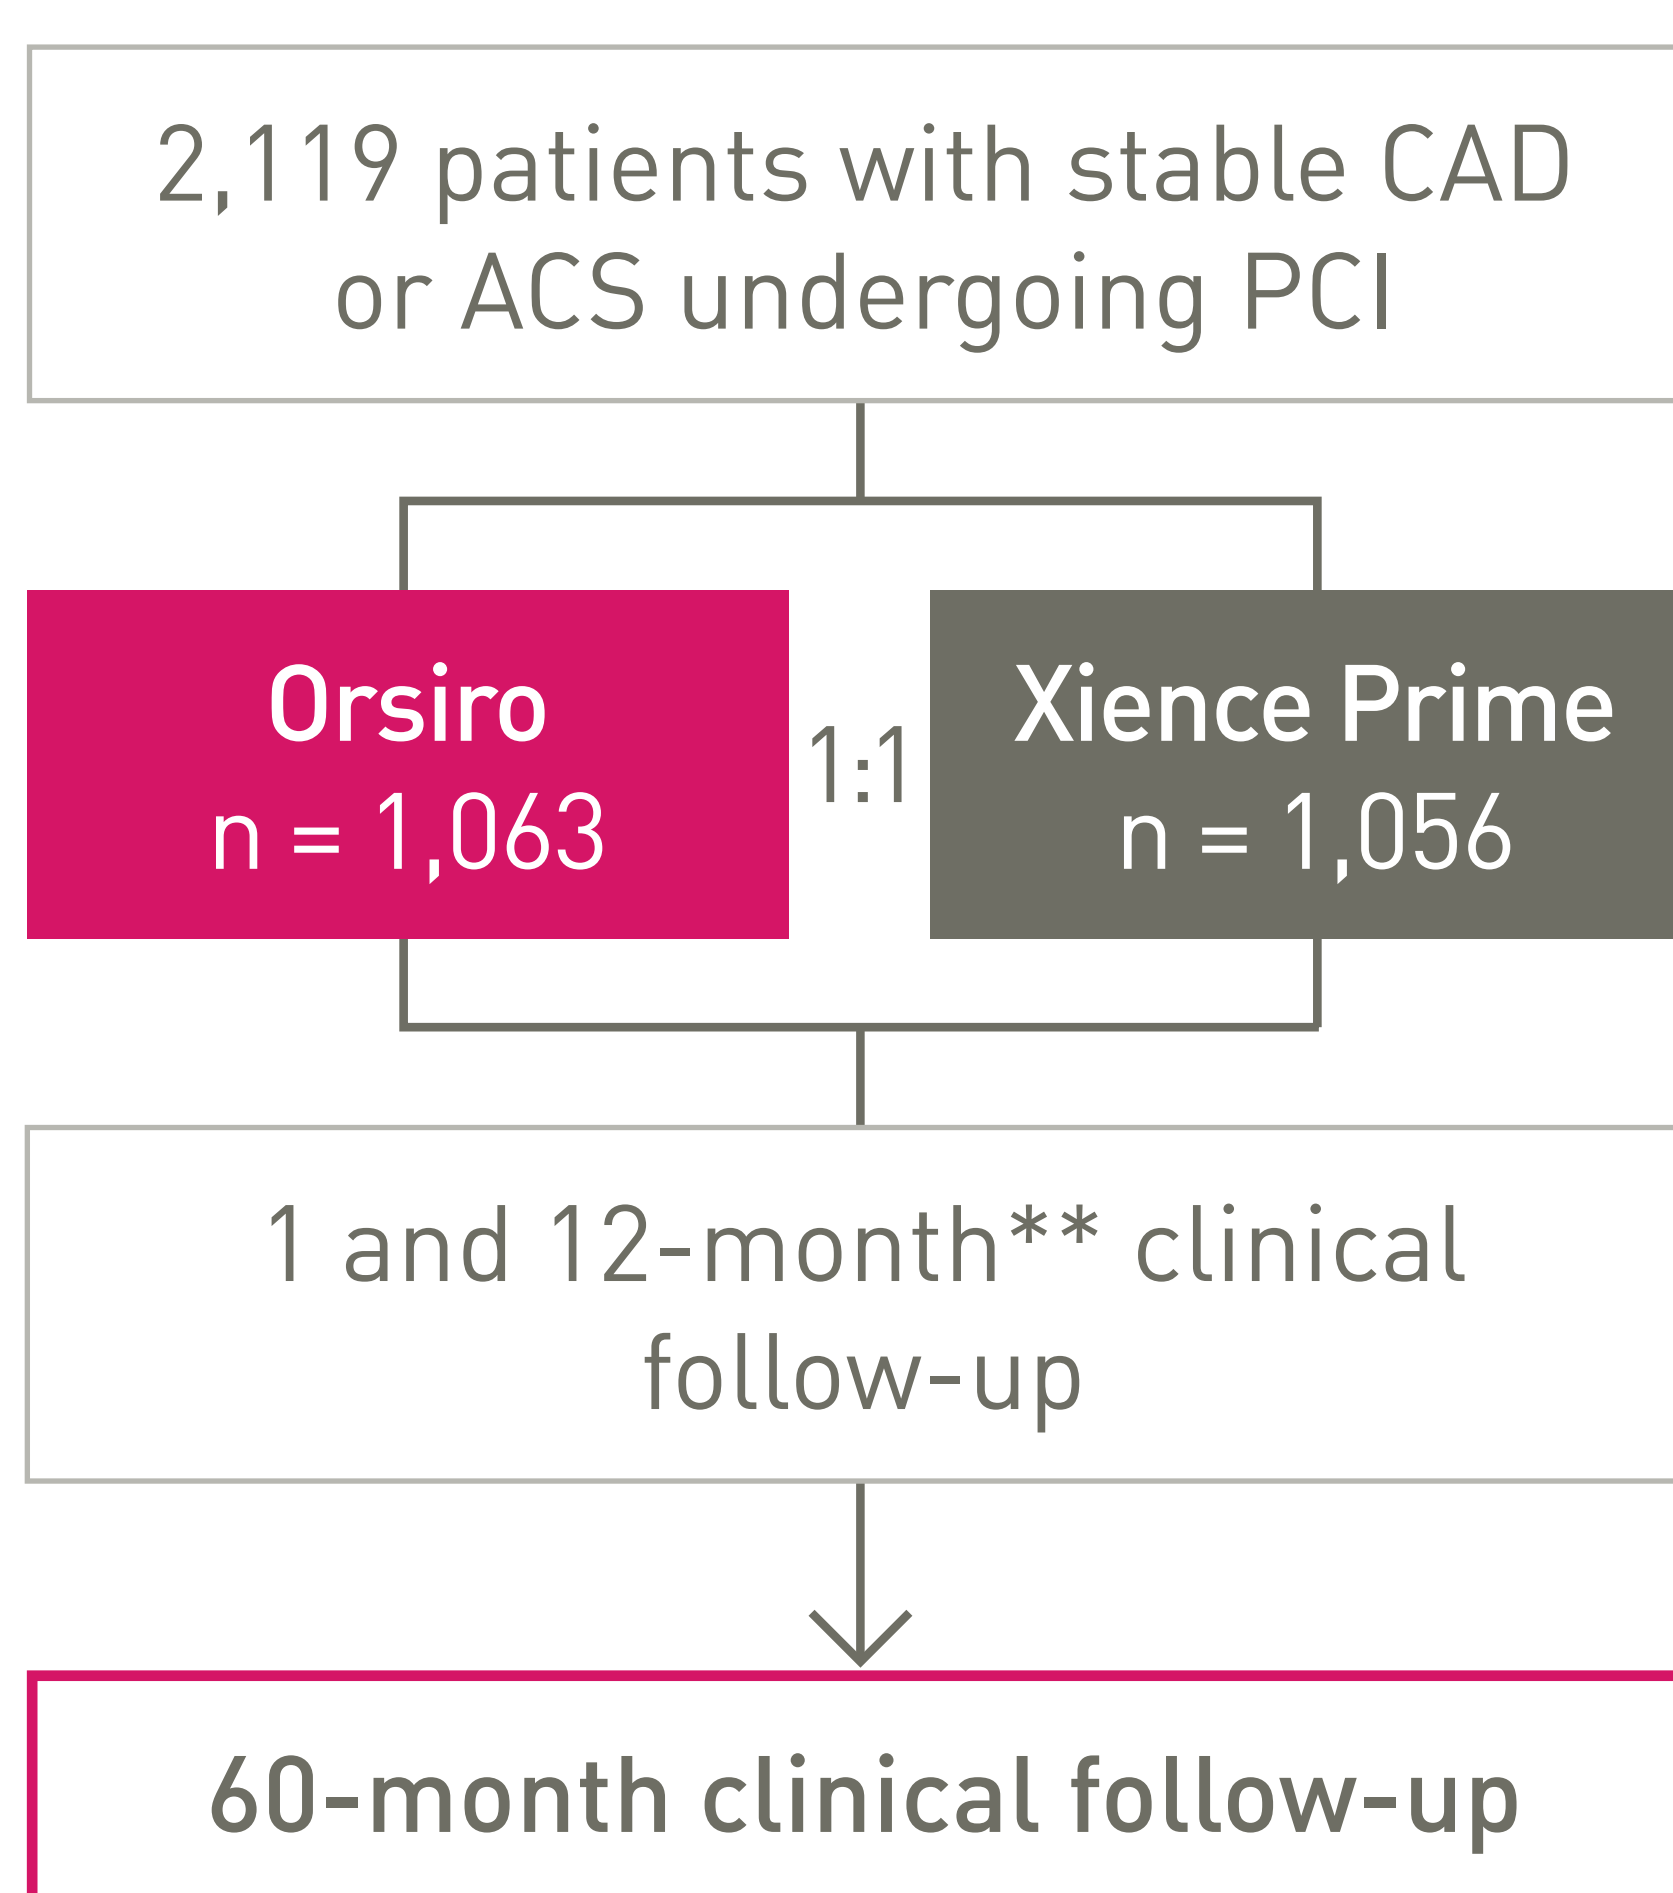 2,119 patients with stable CAD
or ACS undergoing PCI
Orsiro
n = 1,063
1:1
Xience Prime
n = 1,056
1 and 12-month** clinical
follow-up
60-month clinical follow-up